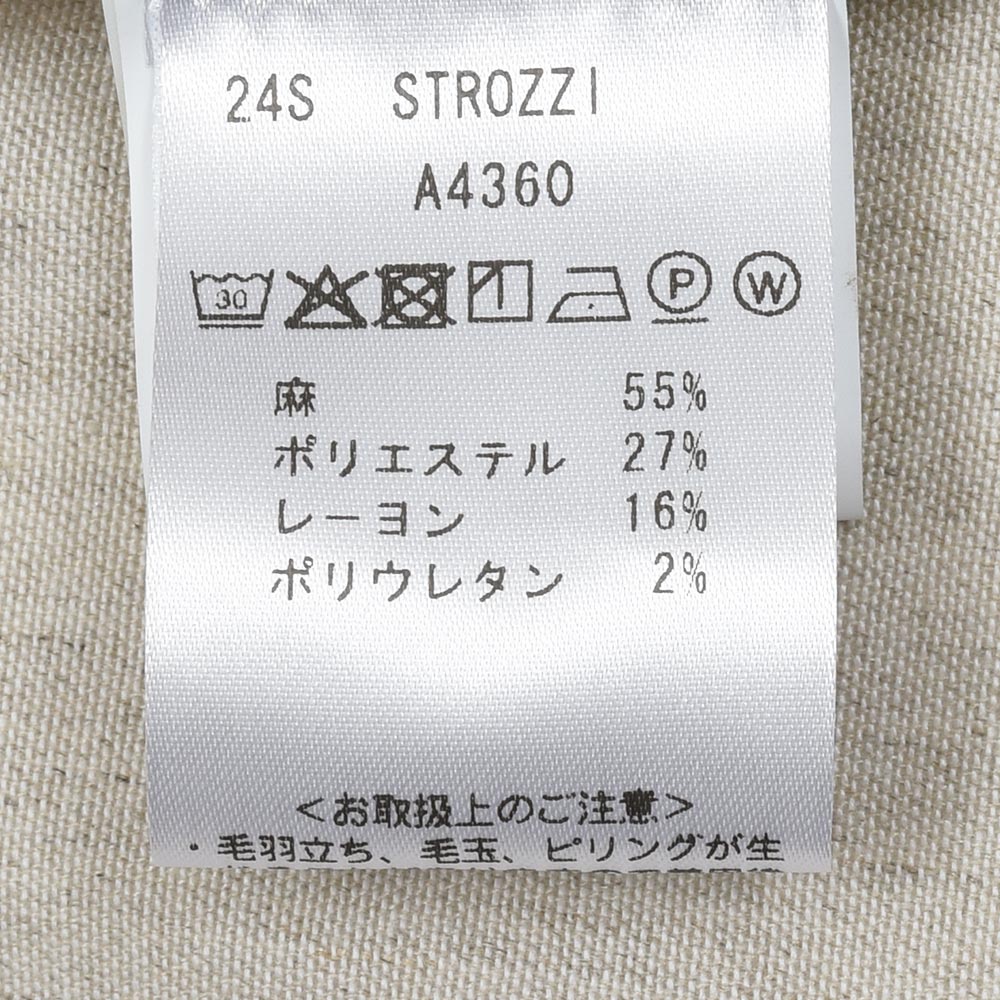 24S STROZZI
A4360
30 P W
麻 55%
ポリエステル 27%
レーヨン 16%
ポリウレタン 2%
＜お取扱上のご注意＞
・毛羽立ち、毛玉、ピリングが生